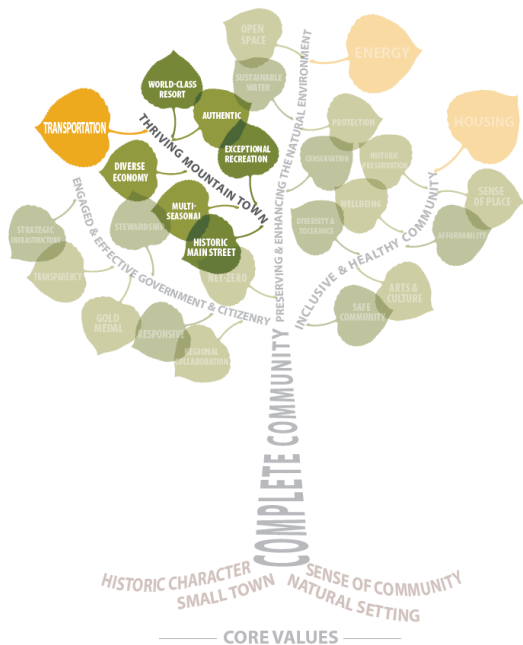 OPEN
SPACE
ENERGY
SUSTAINABLE
WATER
WORLD-CLASS
RESORT
AUTHENTIC
TRANSPORTATION
THRIVING MOUNTAIN TOWN
EXCEPTIONAL
RECREATION
PRESERVING & ENHANCING THE NATURAL ENVIRONMENT
PROTECTION
HOUSING
CONSERVATION
HISTORIC
PRESERVATION
DIVERSE
ECONOMY
ENGAGED & EFFECTIVE GOVERNMENT & CITIZENRY
MULTI-
SEASONAL
WELLBEING
SENSE
OF PLACE
STRATEGIC
INFRASTRUCTURE
STEWARDSHIP
DIVERSITY &
TOLERANCE
AFFORDABILITY
HISTORIC
MAIN STREET
INCLUSIVE & HEALTHY COMMUNITY
TRANSPARENCY
NET-ZERO
ARTS &
CULTURE
GOLD
MEDAL
RESPONSIVE
SAFE
COMMUNITY
REGIONAL
COLLABORATION
COMPLETE COMMUNITY
HISTORIC CHARACTER
SENSE OF COMMUNITY
SMALL TOWN
NATURAL SETTING
CORE VALUES